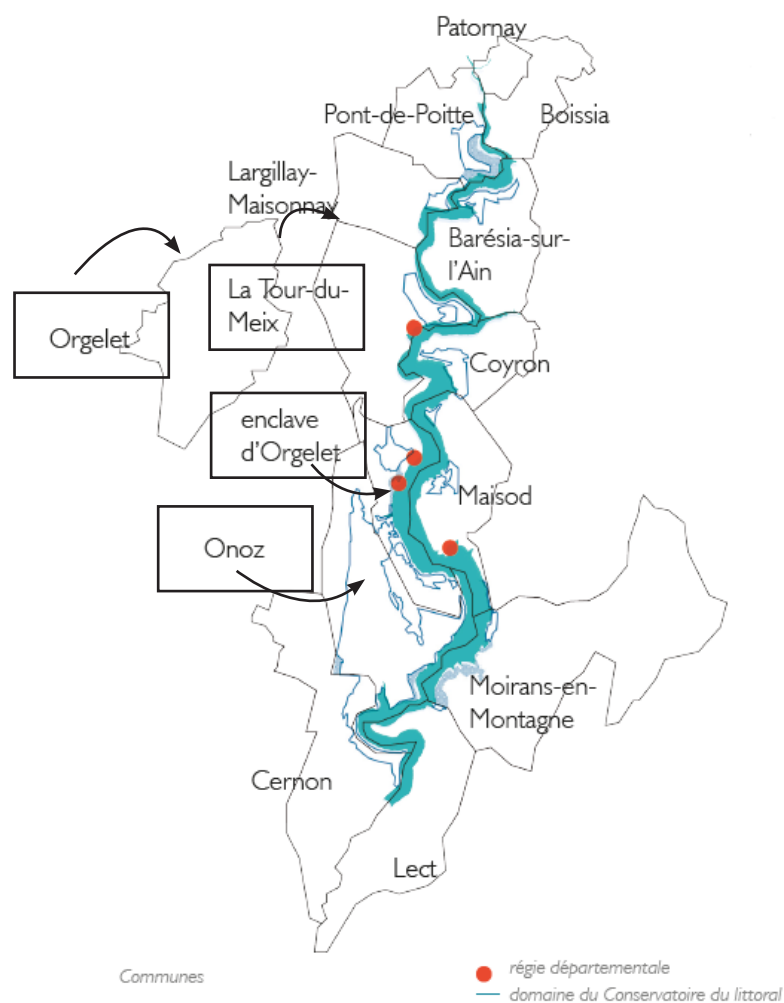 Patornay
Pont-de-Poitte
Boissia
Largillay-
Maisonnay
Barésia-sur-
l'Ain
La Tour-du-
Meix
Orgelet
Coyron
enclave
d'Orgelet
Maisod
Onoz
Moirans-en-
Montagne
Cernon
Lect
Communes
régie départementale
domaine du Conservatoire du littoral